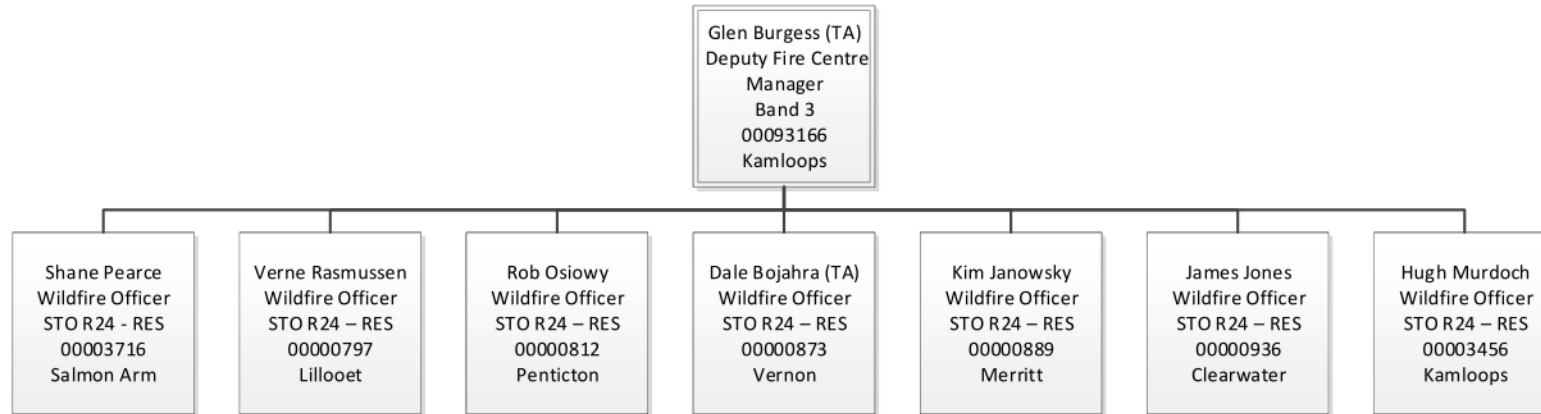 Glen Burgess (TA)
Deputy Fire Centre
Manager
Band 3
00093166
Kamloops
Shane Pearce
Wildfire Officer
STO R24 - RES
00003716
Salmon Arm
Verne Rasmussen
Wildfire Officer
STO R24 – RES
00000797
Lillooet
Rob Osiowy
Wildfire Officer
STO R24 – RES
00000812
Penticton
Dale Bojahra (TA)
Wildfire Officer
STO R24 – RES
00000873
Vernon
Kim Janowsky
Wildfire Officer
STO R24 – RES
00000889
Merritt
James Jones
Wildfire Officer
STO R24 – RES
00000936
Clearwater
Hugh Murdoch
Wildfire Officer
STO R24 – RES
00003456
Kamloops